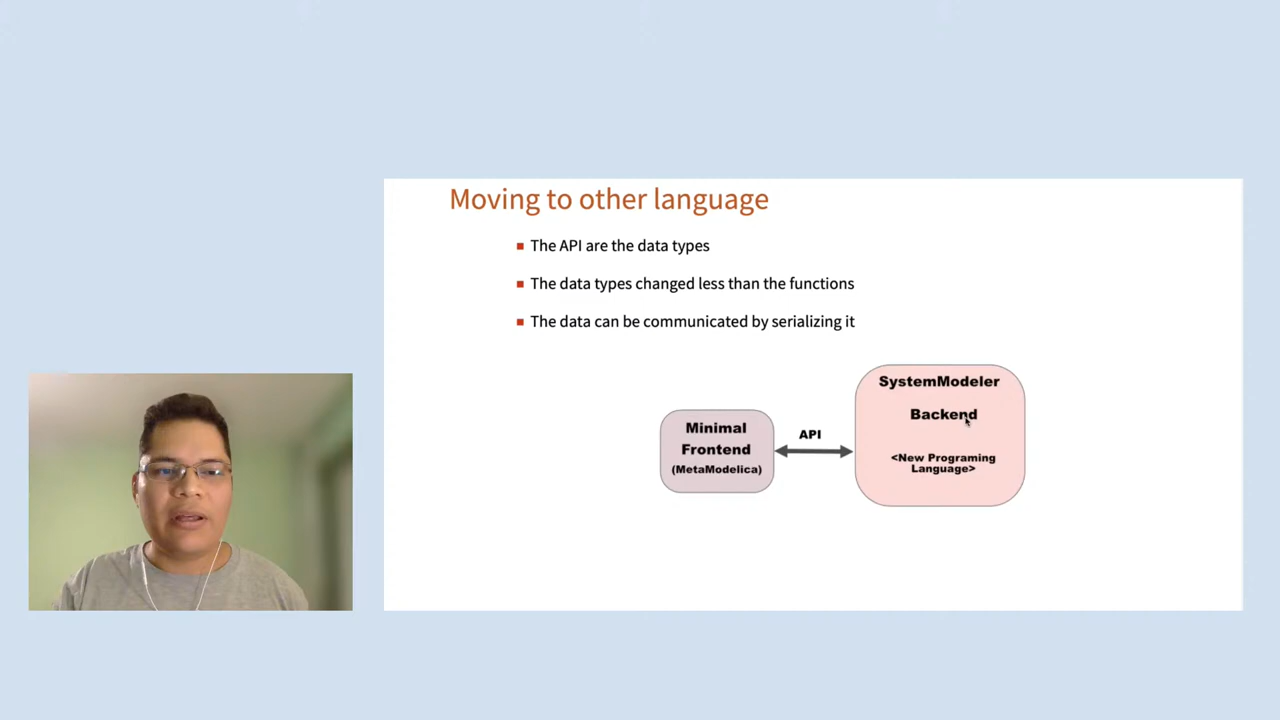 Moving to other language
The API are the data types
The data types changed less than the functions
The data can be communicated by serializing it
Minimal
Frontend
(MetaModelica)
API
SystemModeler
Backend
<New Programing
Language>